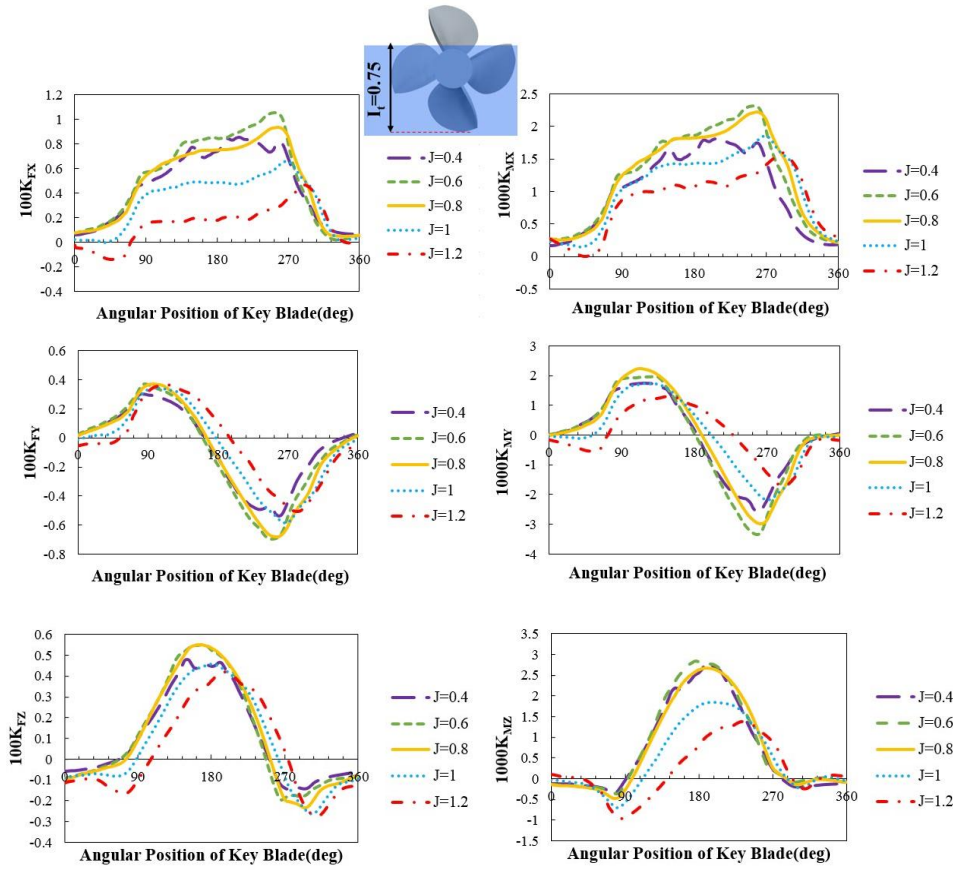 Iₜ=0.75
1000K_FX
1.2
1
0.8
0.6
0.4
0.2
0
-0.2
-0.4
0 90 180 270 360
Angular Position of Key Blade(deg)
J=0.4
J=0.6
J=0.8
J=1
J=1.2
1000K_MX
2.5
2
1.5
1
0.5
0
-0.5
0 90 180 270 360
Angular Position of Key Blade(deg)
J=0.4
J=0.6
J=0.8
J=1
J=1.2
100K_FY
0.6
0.4
0.2
0
-0.2
-0.4
-0.6
-0.8
0 90 180 270 360
Angular Position of Key Blade(deg)
J=0.4
J=0.6
J=0.8
J=1
J=1.2
1000K_MY
3
2
1
0
-1
-2
-3
-4
0 90 180 270 360
Angular Position of Key Blade(deg)
J=0.4
J=0.6
J=0.8
J=1
J=1.2
100K_FZ
0.6
0.5
0.4
0.3
0.2
0.1
0
-0.1
-0.2
-0.3
-0.4
0 90 180 270 360
Angular Position of Key Blade(deg)
J=0.4
J=0.6
J=0.8
J=1
J=1.2
1000K_MZ
3.5
3
2.5
2
1.5
1
0.5
0
-0.5
-1
-1.5
0 90 180 270 360
Angular Position of Key Blade(deg)
J=0.4
J=0.6
J=0.8
J=1
J=1.2